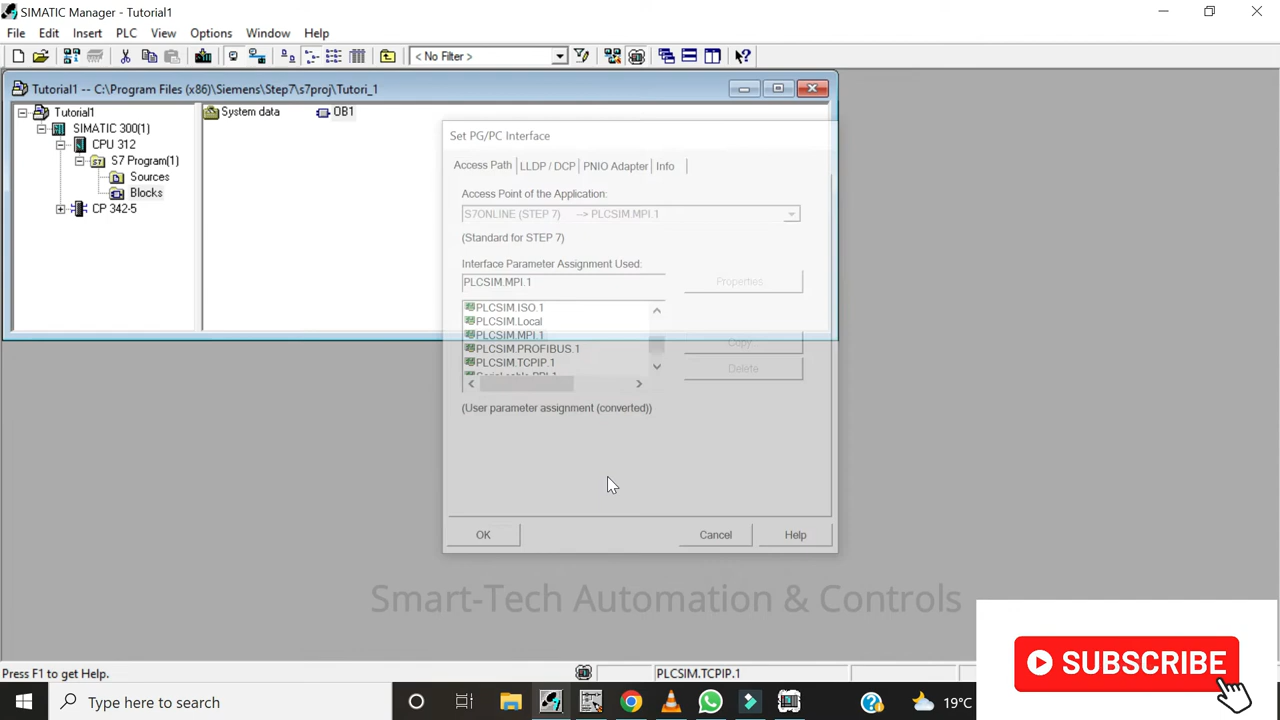 SIMATIC Manager - Tutorial1
File Edit Insert PLC View Options Window Help
< No Filter >
Tutorial1 -- C:\Program Files (x86)\Siemens\Step7\s7proj\Tutori_1
Tutorial1
SIMATIC 300(1)
CPU 312
S7 Program(1)
Sources
Blocks
CP 342-5
System data
OB1
Set PG/PC Interface
Access Path LLDP / DCP PNIO Adapter Info
Access Point of the Application:
S7ONLINE (STEP 7) --> PLCSIM.MPI.1
(Standard for STEP 7)
Interface Parameter Assignment Used:
PLCSIM.MPI.1
Properties...
PLCSIM.ISO.1
PLCSIM.Local
PLCSIM.MPI.1
PLCSIM.PROFIBUS.1
PLCSIM.TCPIP.1
Serial cable.PPI.1
Copy...
Delete
(User parameter assignment (converted))
OK Cancel Help
Smart-Tech Automation & Controls
SUBSCRIBE
Press F1 to get Help.
PLCSIM.TCPIP.1
Type here to search
19°C